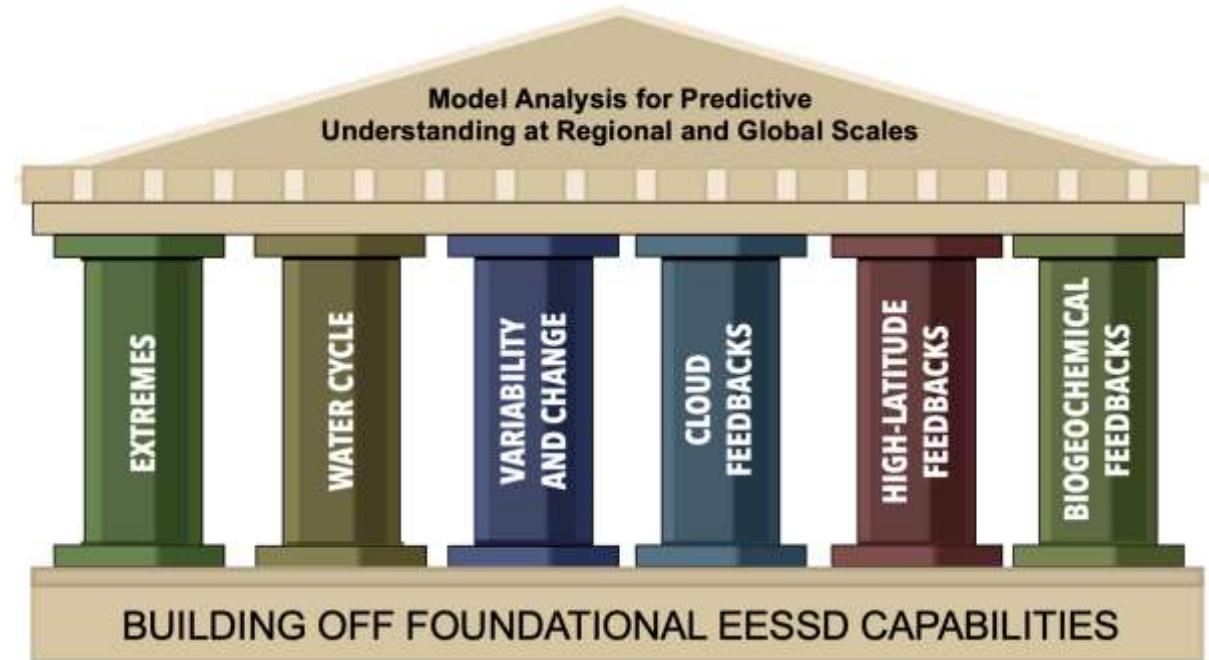 Model Analysis for Predictive
Understanding at Regional and Global Scales
EXTREMES
WATER CYCLE
VARIABILITY
AND CHANGE
CLOUD
FEEDBACKS
HIGH-LATITUDE
FEEDBACKS
BIOGEOCHEMICAL
FEEDBACKS
BUILDING OFF FOUNDATIONAL EESSD CAPABILITIES